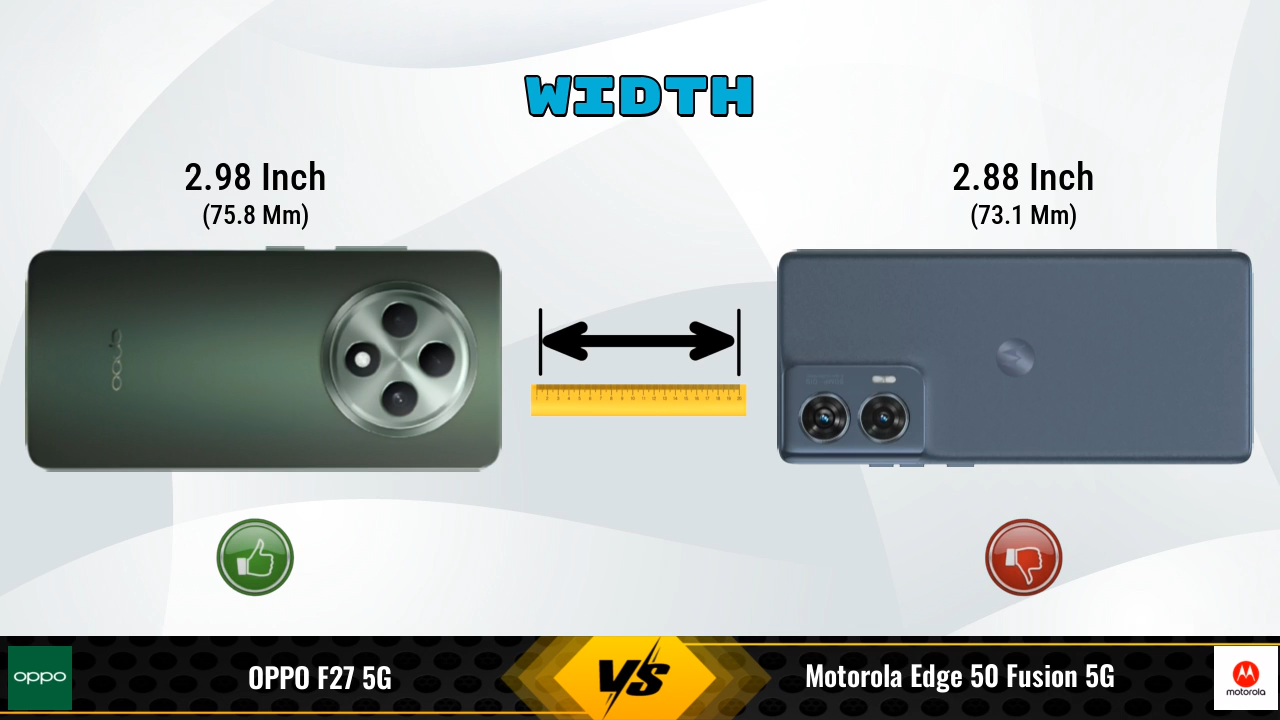 WIDTH
2.98 Inch
(75.8 Mm)
2.88 Inch
(73.1 Mm)
oppo
oppo
OPPO F27 5G
VS
Motorola Edge 50 Fusion 5G
motorola